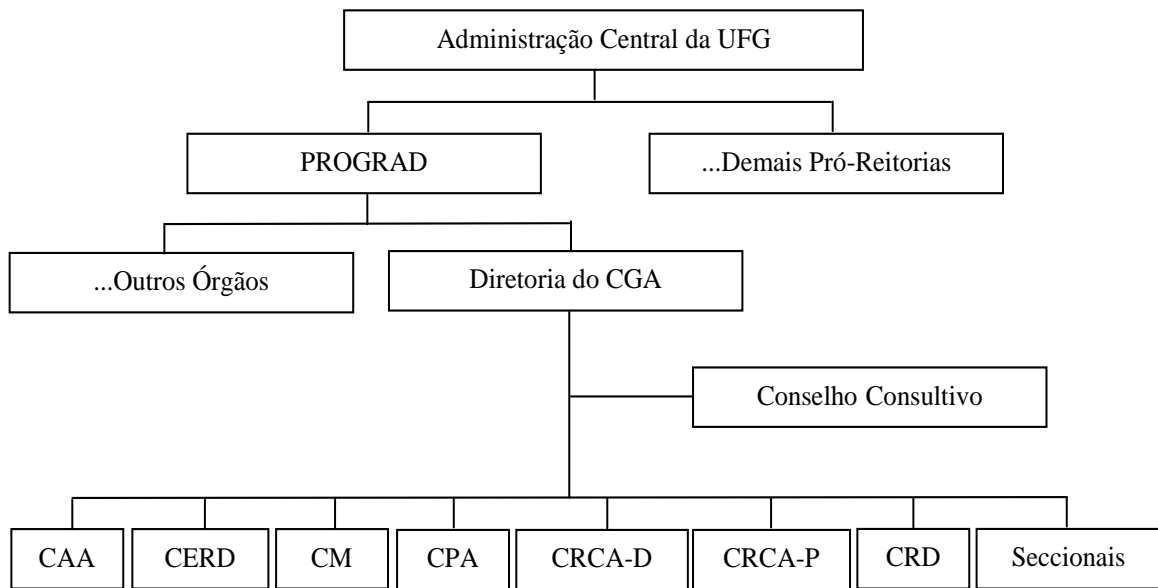 Administração Central da UFG
PROGRAD
...Demais Pró-Reitorias
...Outros Órgãos
Diretoria do CGA
Conselho Consultivo
CAA
CERD
CM
CPA
CRCA-D
CRCA-P
CRD
Seccionais